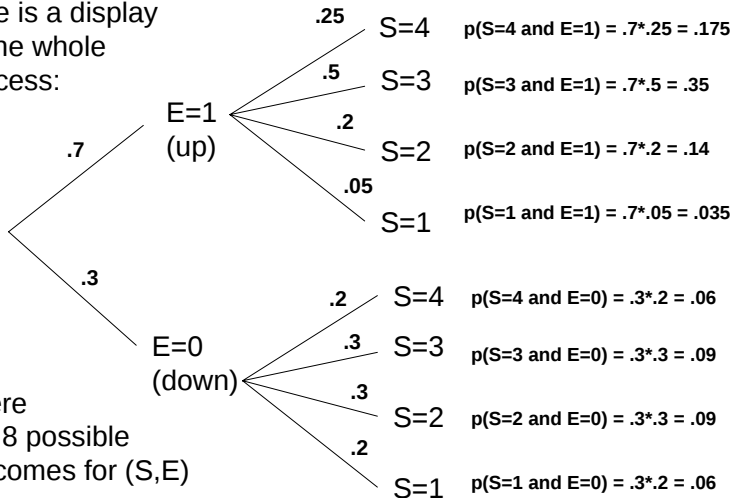 is a display
whole
.25
S=4 p(S=4 and E=1) = .7*.25 = .175
.5
S=3 p(S=3 and E=1) = .7*.5 = .35
E=1
(up)
.2
S=2 p(S=2 and E=1) = .7*.2 = .14
.7
.05
S=1 p(S=1 and E=1) = .7*.05 = .035
.3
.2
S=4 p(S=4 and E=0) = .3*.2 = .06
E=0
(down)
.3
S=3 p(S=3 and E=0) = .3*.3 = .09
.3
S=2 p(S=2 and E=0) = .3*.3 = .09
8 possible
for (S,E)
.2
S=1 p(S=1 and E=0) = .3*.2 = .06